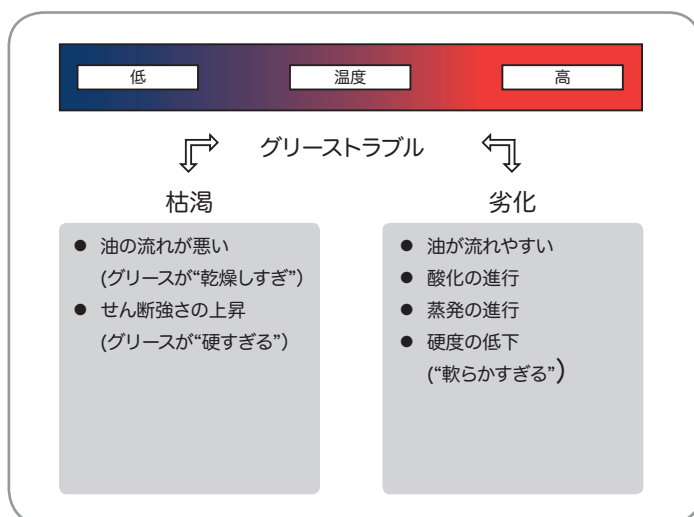 低 温度 高
グリーストラブル
枯渇
● 油の流れが悪い
(グリースが“乾燥しすぎ”)
● せん断強さの上昇
(グリースが“硬すぎる”)
劣化
● 油が流れやすい
● 酸化の進行
● 蒸発の進行
● 硬度の低下
(“軟らかすぎる”)